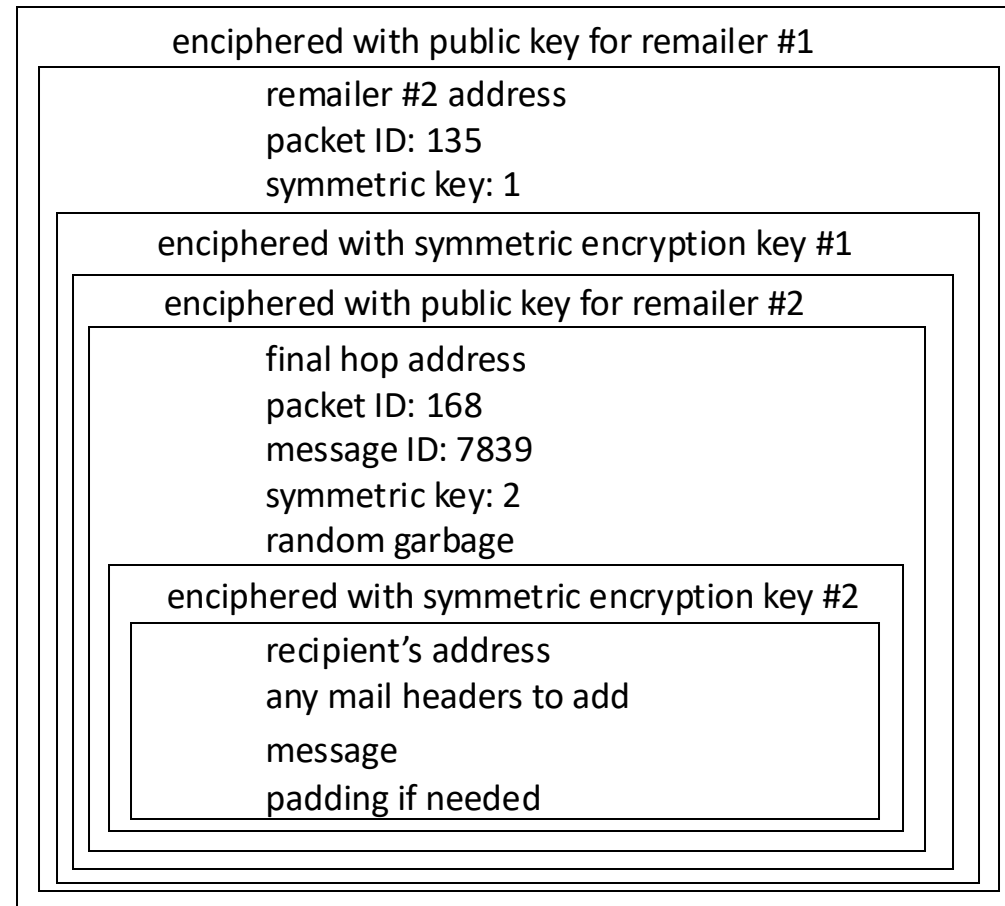 enciphered with public key for remailer #1
remailer #2 address
packet ID: 135
symmetric key: 1
enciphered with symmetric encryption key #1
enciphered with public key for remailer #2
final hop address
packet ID: 168
message ID: 7839
symmetric key: 2
random garbage
enciphered with symmetric encryption key #2
recipient’s address
any mail headers to add
message
padding if needed